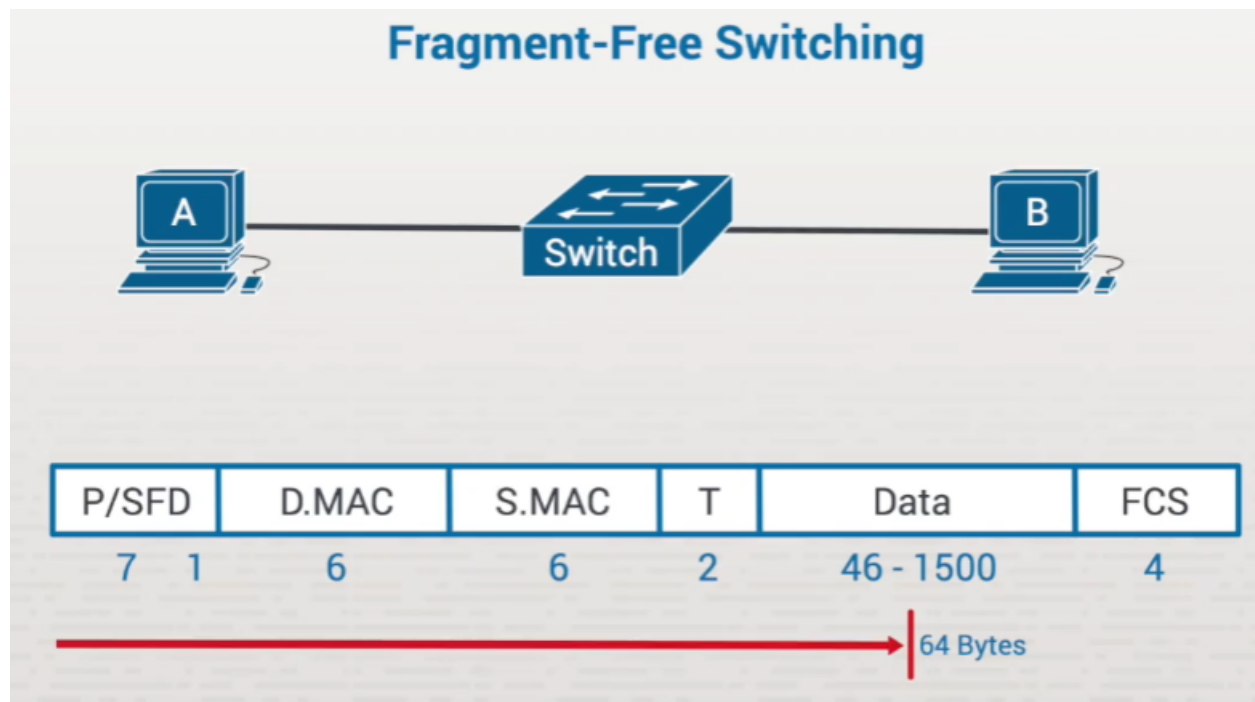 Fragment-Free Switching
A
Switch
B
P/SFD D.MAC S.MAC T Data FCS
7 1 6 6 2 46 - 1500 4
64 Bytes